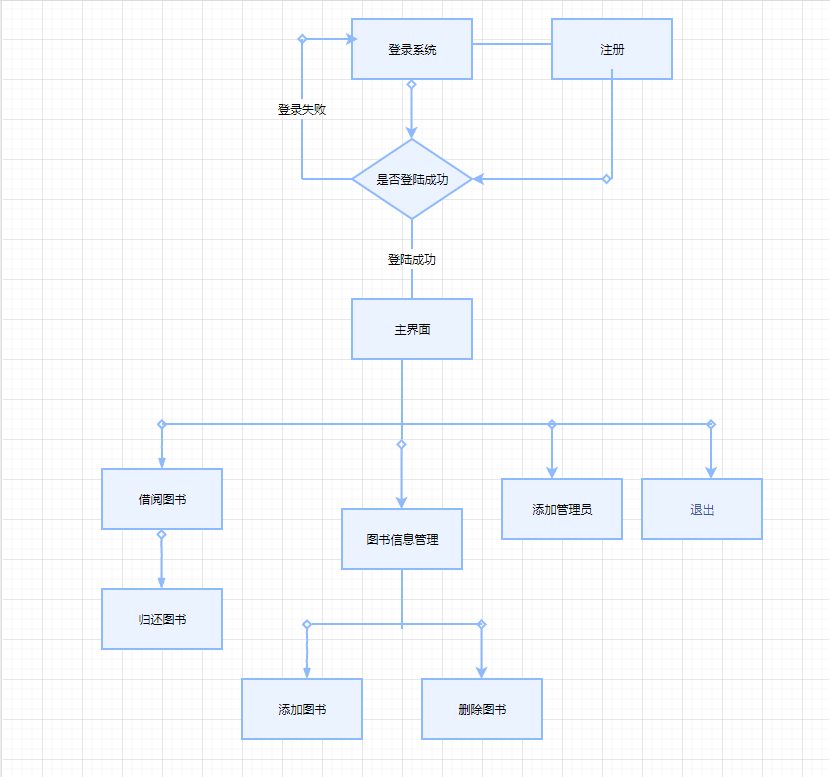 登录系统
注册
登录失败
是否登陆成功
登陆成功
主界面
借阅图书
图书信息管理
添加管理员
退出
归还图书
添加图书
删除图书